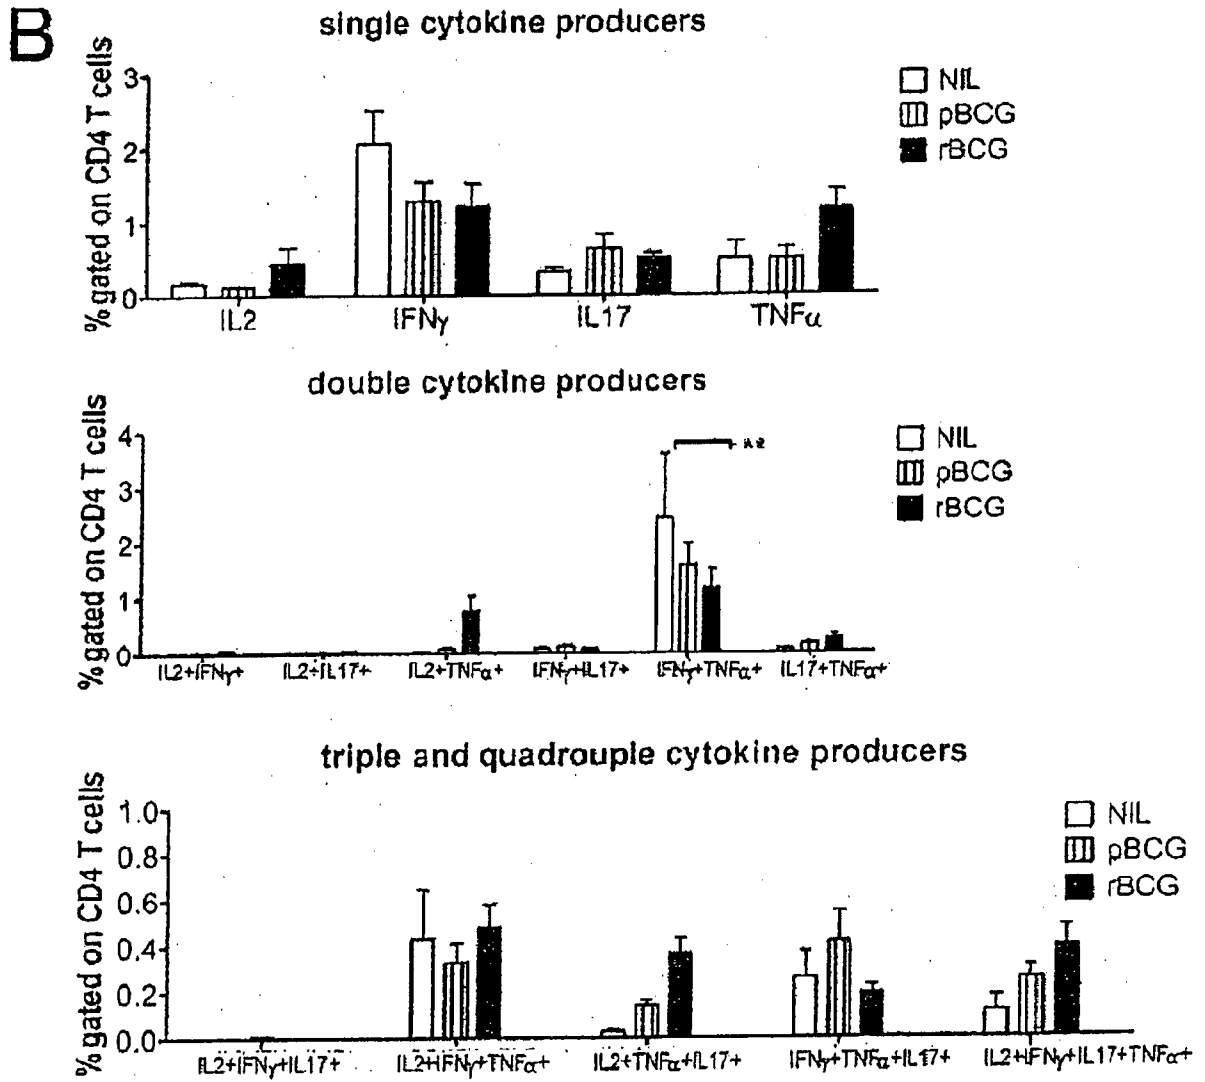 B
single cytokine producers
% gated on CD4 T cells
3
2
1
0
IL2 IFNγ IL17 TNFα
NIL
pBCG
rBCG
double cytokine producers
% gated on CD4 T cells
4
3
2
1
0
IL2+IFNγ+ IL2+IL17+ IL2+TNFα+ IFNγ+IL17+ IFNγ+TNFα+ IL17+TNFα+
NIL
pBCG
rBCG
triple and quadrouple cytokine producers
% gated on CD4 T cells
1.0
0.8
0.6
0.4
0.2
0.0
IL2+IFNγ+IL17+ IL2+IFNγ+TNFα+ IL2+TNFα+IL17+ IFNγ+TNFα+IL17+ IL2+IFNγ+IL17+TNFα+
NIL
pBCG
rBCG